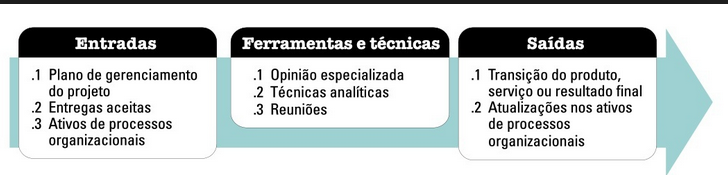 Entradas
.1 Plano de gerenciamento
do projeto
.2 Entregas aceitas
.3 Ativos de processos
organizacionais
Ferramentas e técnicas
.1 Opinião especializada
.2 Técnicas analíticas
.3 Reuniões
Saídas
.1 Transição do produto,
serviço ou resultado final
.2 Atualizações nos ativos
de processos
organizacionais